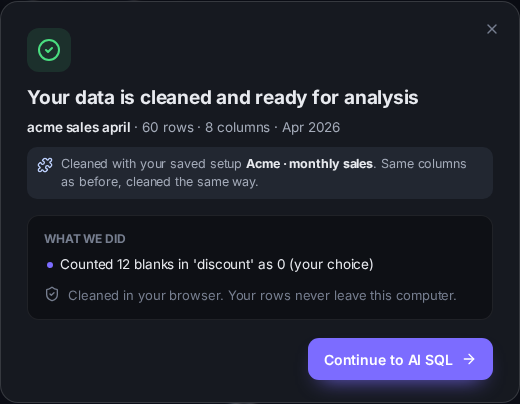 Your data is cleaned and ready for analysis
acme sales april · 60 rows · 8 columns · Apr 2026
Cleaned with your saved setup Acme · monthly sales. Same columns
as before, cleaned the same way.
WHAT WE DID
Counted 12 blanks in 'discount' as 0 (your choice)
Cleaned in your browser. Your rows never leave this computer.
Continue to AI SQL →